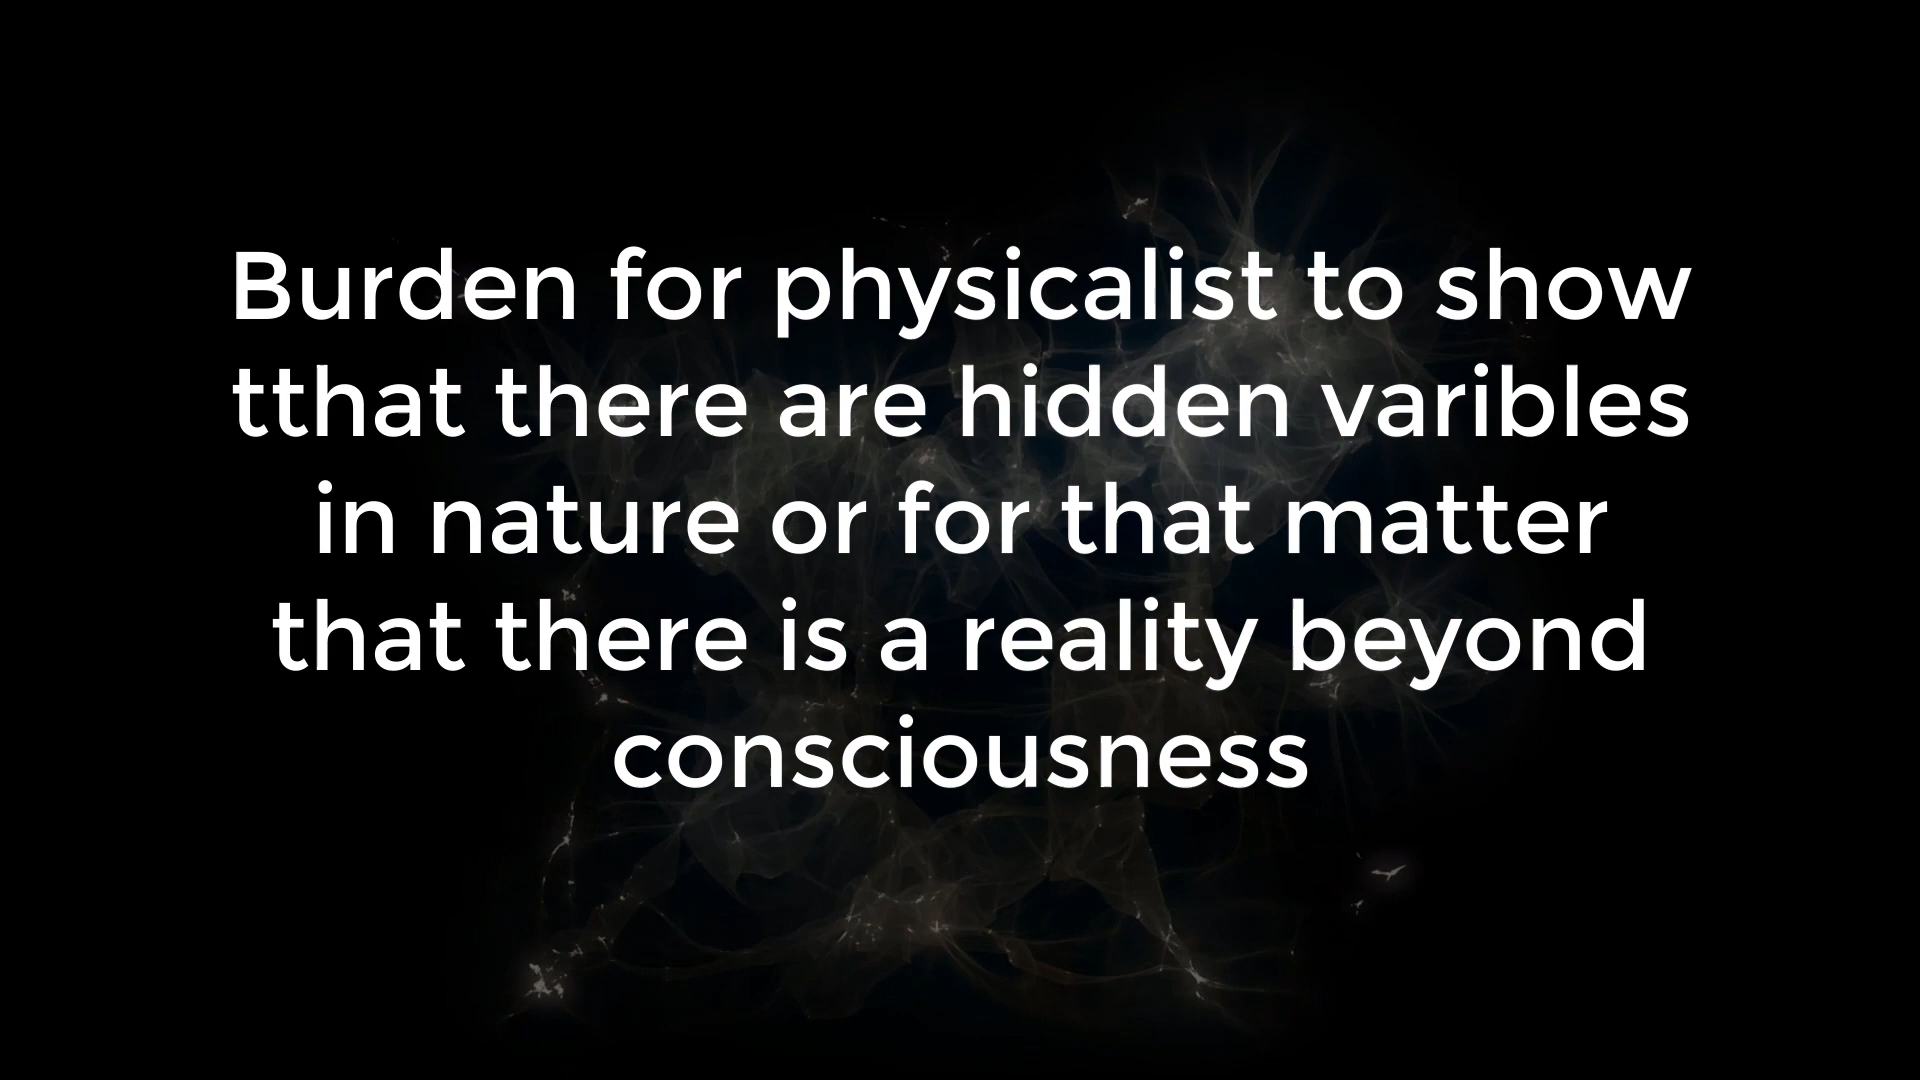 Burden for physicalist to show
tthat there are hidden varibles
in nature or for that matter
that there is a reality beyond
consciousness